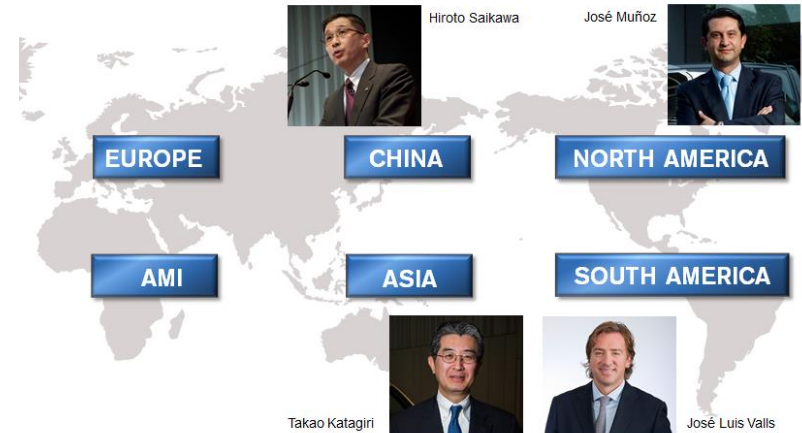 Hiroto Saikawa
José Muñoz
EUROPE
CHINA
NORTH AMERICA
AMI
ASIA
SOUTH AMERICA
Takao Katagiri
José Luis Valls